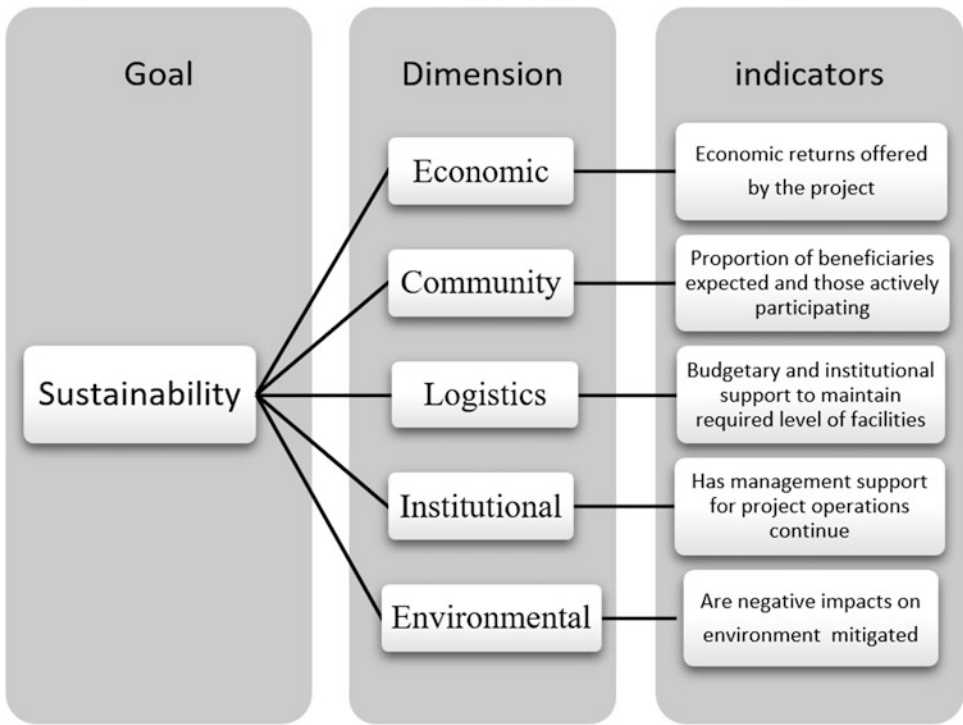 Goal
Dimension
indicators
Sustainability
Economic
Economic returns offered
by the project
Community
Proportion of beneficiaries
expected and those actively
participating
Logistics
Budgetary and institutional
support to maintain
required level of facilities
Institutional
Has management support
for project operations
continue
Environmental
Are negative impacts on
environment mitigated